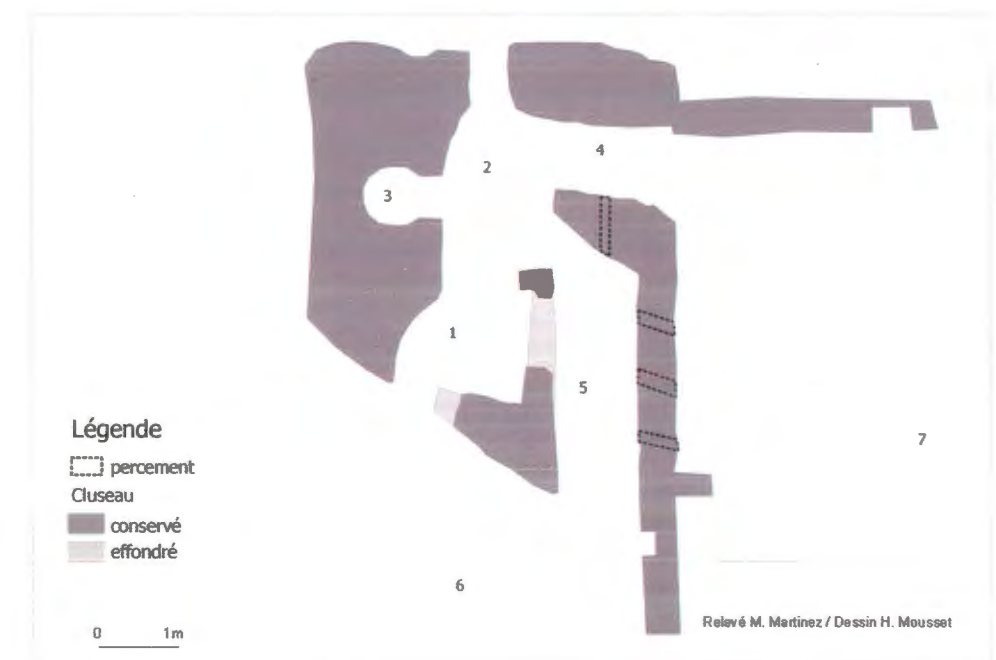 4
2
3
1
5
7
Légende
percement
Cluseau
conservé
effondré
6
0 1m
Relevé M. Martinez / Dessin H. Mousset